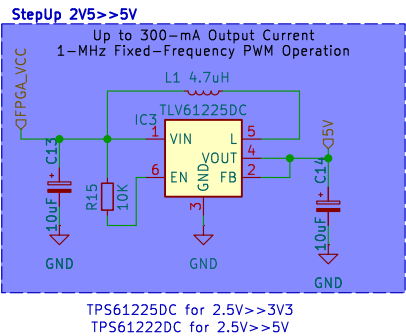 StepUp 2V5>>5V
Up to 300-mA Output Current
1-MHz Fixed-Frequency PWM Operation
FPGA_VCC
L1 4.7uH
TLV61225DC
IC3
1 VIN L 5
VOUT 4
6 EN FB 2
GND
3
5V
C13
10uF
R15
10K
C14
10uF
GND
GND
GND
TPS61225DC for 2.5V>>3V3
TPS61222DC for 2.5V>>5V